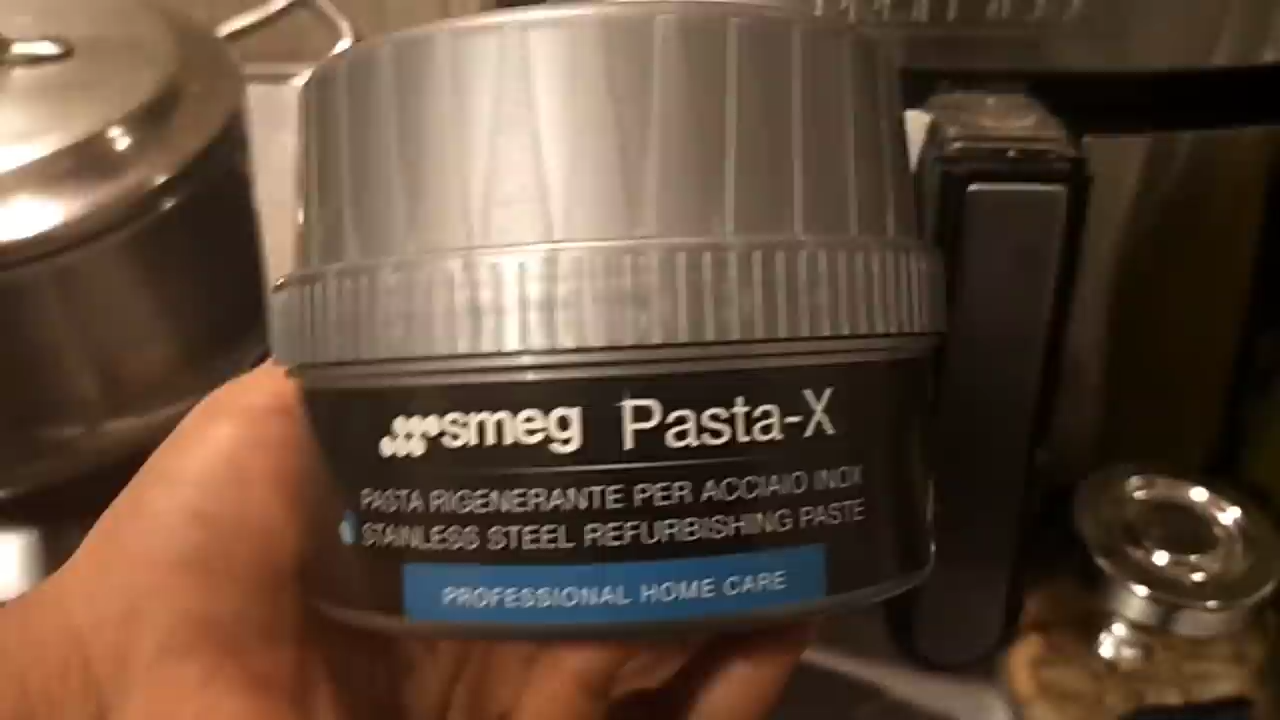 smeg Pasta-X
PASTA RIGENERANTE PER ACCIAIO INOX
STAINLESS STEEL REFURBISHING PASTE
PROFESSIONAL HOME CARE